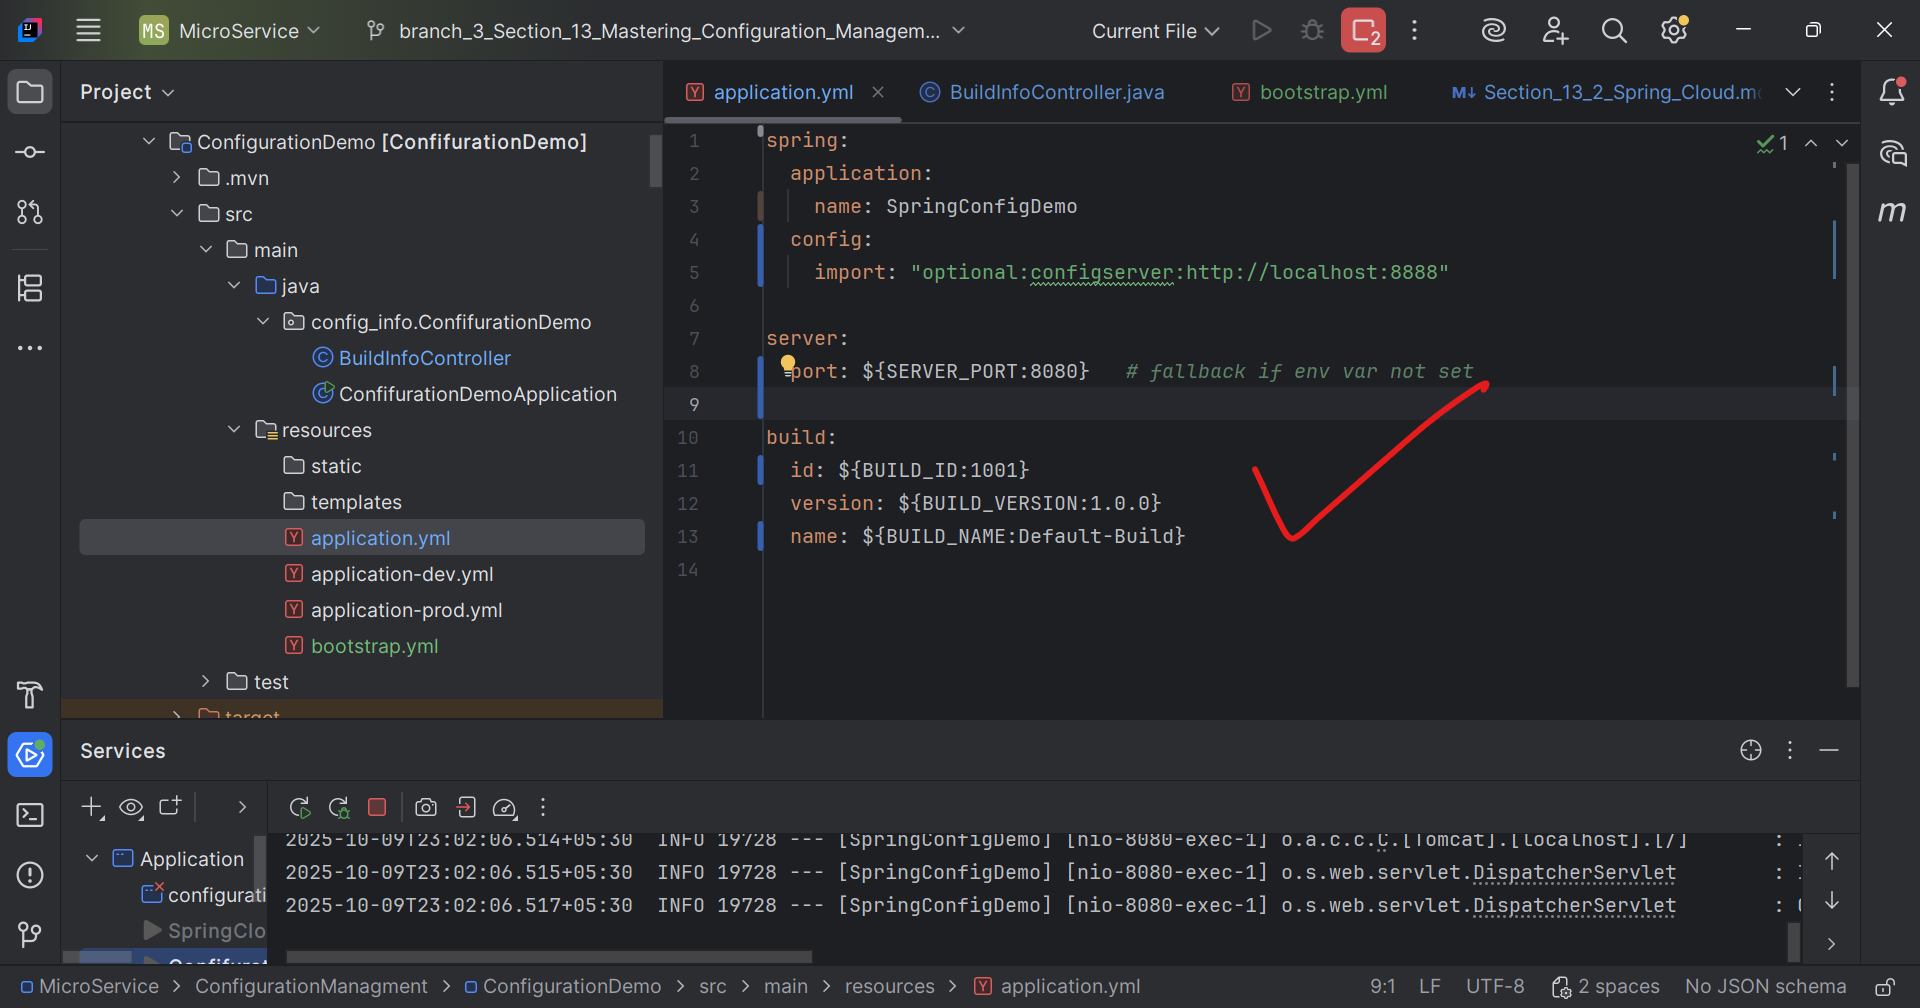 MS MicroService branch_3_Section_13_Mastering_Configuration_Managem... Current File 2
Project
application.yml BuildInfoController.java bootstrap.yml M↓ Section_13_2_Spring_Cloud.m
ConfigurationDemo [ConfifurationDemo]
.mvn
src
main
java
config_info.ConfifurationDemo
BuildInfoController
ConfifurationDemoApplication
resources
static
templates
application.yml
application-dev.yml
application-prod.yml
bootstrap.yml
test
target
1 spring:
2 application:
3 name: SpringConfigDemo
4 config:
5 import: "optional:configserver:http://localhost:8888"
6
7 server:
8 port: ${SERVER_PORT:8080} # fallback if env var not set
9
10 build:
11 id: ${BUILD_ID:1001}
12 version: ${BUILD_VERSION:1.0.0}
13 name: ${BUILD_NAME:Default-Build}
14
1
m
Services
Application
configurati
SpringClo
Confifurat
2025-10-09T23:02:06.514+05:30 INFO 19728 --- [SpringConfigDemo] [nio-8080-exec-1] o.a.c.c.C.[Tomcat].[localhost].[/] :
2025-10-09T23:02:06.515+05:30 INFO 19728 --- [SpringConfigDemo] [nio-8080-exec-1] o.s.web.servlet.DispatcherServlet :
2025-10-09T23:02:06.517+05:30 INFO 19728 --- [SpringConfigDemo] [nio-8080-exec-1] o.s.web.servlet.DispatcherServlet :
MicroService > ConfigurationManagment > ConfigurationDemo > src > main > resources > application.yml 9:1 LF UTF-8 2 spaces No JSON schema